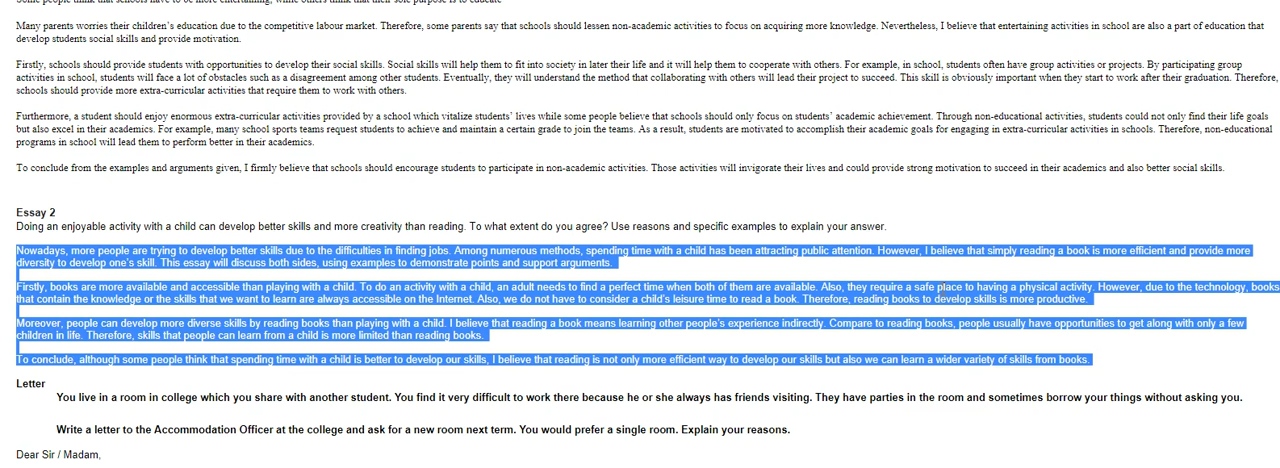 Some people think that schools have to be more entertaining, while others think that their sole purpose is to educate
Many parents worries their children's education due to the competitive labour market. Therefore, some parents say that schools should lessen non-academic activities to focus on acquiring more knowledge. Nevertheless, I believe that entertaining activities in school are also a part of education that
develop students social skills and provide motivation.
Firstly, schools should provide students with opportunities to develop their social skills. Social skills will help them to fit into society in later their life and it will help them to cooperate with others. For example, in school, students often have group activities or projects. By participating group
activities in school, students will face a lot of obstacles such as a disagreement among other students. Eventually, they will understand the method that collaborating with others will lead their project to succeed. This skill is obviously important when they start to work after their graduation. Therefore,
schools should provide more extra-curricular activities that require them to work with others.
Furthermore, a student should enjoy enormous extra-curricular activities provided by a school which vitalize students' lives while some people believe that schools should only focus on students' academic achievement. Through non-educational activities, students could not only find their life goals
but also excel in their academics. For example, many school sports teams request students to achieve and maintain a certain grade to join the teams. As a result, students are motivated to accomplish their academic goals for engaging in extra-curricular activities in schools. Therefore, non-educational
programs in school will lead them to perform better in their academics.
To conclude from the examples and arguments given, I firmly believe that schools should encourage students to participate in non-academic activities. Those activities will invigorate their lives and could provide strong motivation to succeed in their academics and also better social skills.
Essay 2
Doing an enjoyable activity with a child can develop better skills and more creativity than reading. To what extent do you agree? Use reasons and specific examples to explain your answer.
Nowadays, more people are trying to develop better skills due to the difficulties in finding jobs. Among numerous methods, spending time with a child has been attracting public attention. However, I believe that simply reading a book is more efficient and provide more
diversity to develop one's skill. This essay will discuss both sides, using examples to demonstrate points and support arguments.
Firstly, books are more available and accessible than playing with a child. To do an activity with a child, an adult needs to find a perfect time when both of them are available. Also, they require a safe place to having a physical activity. However, due to the technology, books
that contain the knowledge or the skills that we want to learn are always accessible on the Internet. Also, we do not have to consider a child's leisure time to read a book. Therefore, reading books to develop skills is more productive.
Moreover, people can develop more diverse skills by reading books than playing with a child. I believe that reading a book means learning other people's experience indirectly. Compare to reading books, people usually have opportunities to get along with only a few
children in life. Therefore, skills that people can learn from a child is more limited than reading books.
To conclude, although some people think that spending time with a child is better to develop our skills, I believe that reading is not only more efficient way to develop our skills but also we can learn a wider variety of skills from books.
Letter
You live in a room in college which you share with another student. You find it very difficult to work there because he or she always has friends visiting. They have parties in the room and sometimes borrow your things without asking you.
Write a letter to the Accommodation Officer at the college and ask for a new room next term. You would prefer a single room. Explain your reasons.
Dear Sir / Madam,